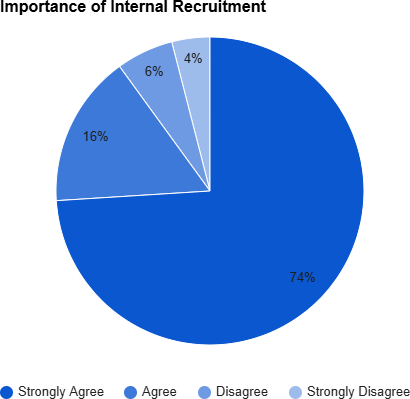 Importance of Internal Recruitment
4%
6%
16%
74%
Strongly Agree Agree Disagree Strongly Disagree